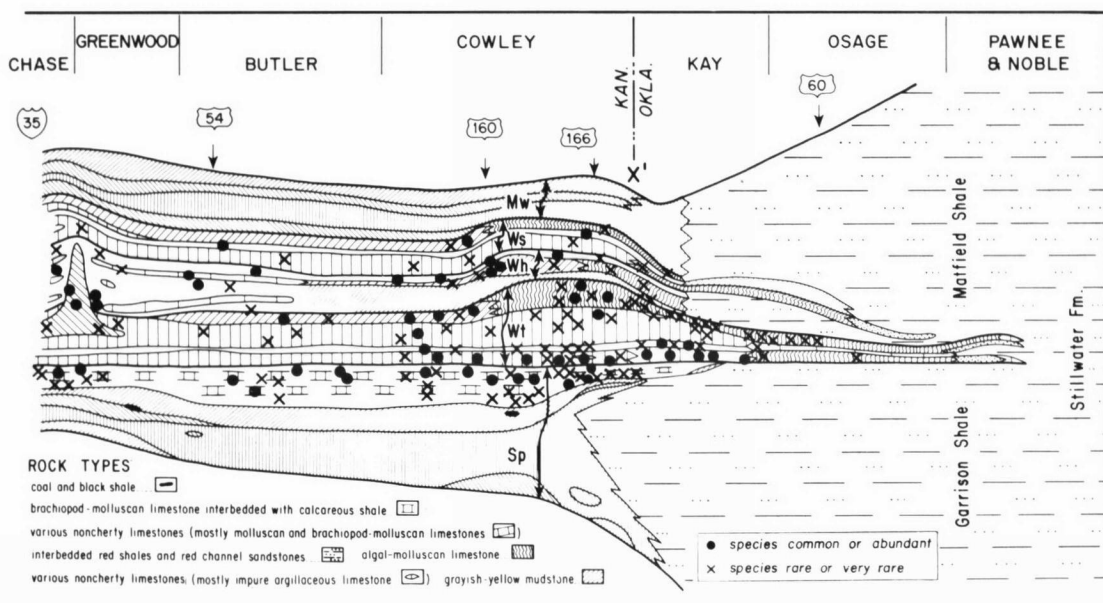 GREENWOOD
CHASE
BUTLER
COWLEY
KAY
OSAGE
PAWNEE
& NOBLE
KAN.
OKLA.
35
54
160
166
60
X'
Mw
Ws
Wh
Wt
Sp
Matfield Shale
Garrison Shale
Stillwater Fm.
ROCK TYPES
coal and black shale
brachiopod-molluscan limestone interbedded with calcareous shale
various noncherty limestones (mostly molluscan and brachiopod-molluscan limestones )
interbedded red shales and red channel sandstones algal-molluscan limestone
various noncherty limestones (mostly impure argillaceous limestone ) grayish-yellow mudstone
● species common or abundant
x species rare or very rare